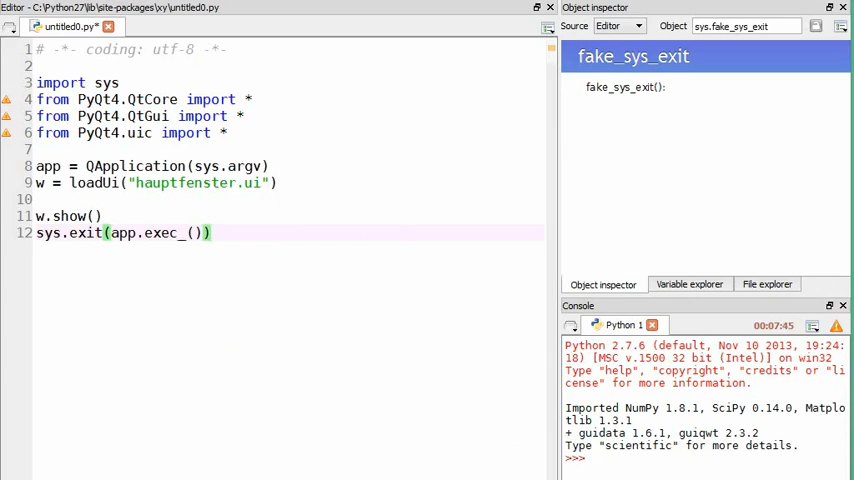 Editor - C:\Python27\lib\site-packages\xy\untitled0.py
untitled0.py*
1 # -*- coding: utf-8 -*-
2
3 import sys
4 from PyQt4.QtCore import *
5 from PyQt4.QtGui import *
6 from PyQt4.uic import *
7
8 app = QApplication(sys.argv)
9 w = loadUi("hauptfenster.ui")
10
11 w.show()
12 sys.exit(app.exec_())
Object inspector
Source Editor Object sys.fake_sys_exit
fake_sys_exit
fake_sys_exit():
Object inspector Variable explorer File explorer
Console
Python 1 00:07:45
Python 2.7.6 (default, Nov 10 2013, 19:24:
18) [MSC v.1500 32 bit (Intel)] on win32
Type "help", "copyright", "credits" or "li
cense" for more information.
Imported NumPy 1.8.1, SciPy 0.14.0, Matplo
tlib 1.3.1
+ guidata 1.6.1, guiqwt 2.3.2
Type "scientific" for more details.
>>>